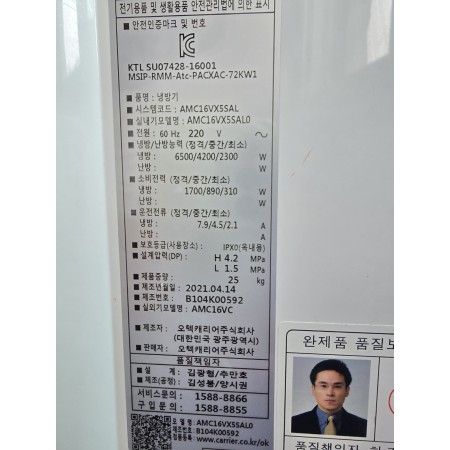 전기용품 및 생활용품 안전관리법에 의한 표시
■ 안전인증마크 및 번호
KTL SU07428-16001
MSIP-RMM-Atc-PACXAC-72KW1
■ 품명 : 냉방기
■ 시스템코드 : AMC16VX5SAL
■ 실내기모델명 : AMC16VX5SAL0
■ 전원 : 60 Hz 220 V ~
■ 냉방/난방능력 (정격/중간/최소)
냉방 : 6500/4200/2300 W
난방 : W
■ 소비전력 (정격/중간/최소)
냉방 : 1700/890/310 W
난방 : W
■ 운전전류 (정격/중간/최소)
냉방 : 7.9/4.5/2.1 A
난방 : A
■ 보호등급(사용장소) : IPX0(옥내용)
■ 설계압력(DP) : H 4.2 MPa
L 1.5 MPa
■ 제품중량 25 kg
■ 제조년월일 : 2021.04.14
■ 제조번호 : B104K00592
■ 실외기모델명 : AMC16VC
■ 제조자 : 오텍캐리어주식회사
(대한민국 광주광역시)
■ 판매자 : 오텍캐리어주식회사
품질책임자
설 계 : 김광형/추만호
제조(공정) : 김성봉/양시권
서비스문의 1588-8866
구 입 문 의 1588-8855
모델명 : AMC16VX5SAL0
제조번호 : B104K00592
정품등록 : www.carrier.co.kr/ok
완제품 품질보
품질책임자